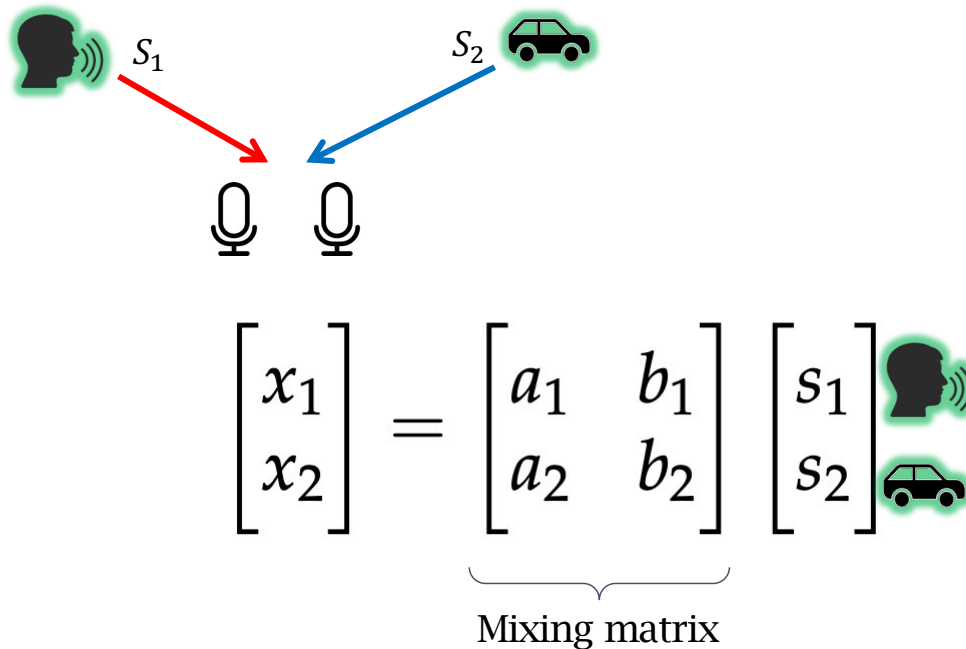 S₁ S₂
[x₁] = [a₁ b₁] [s₁]
[x₂] [a₂ b₂] [s₂]
Mixing matrix